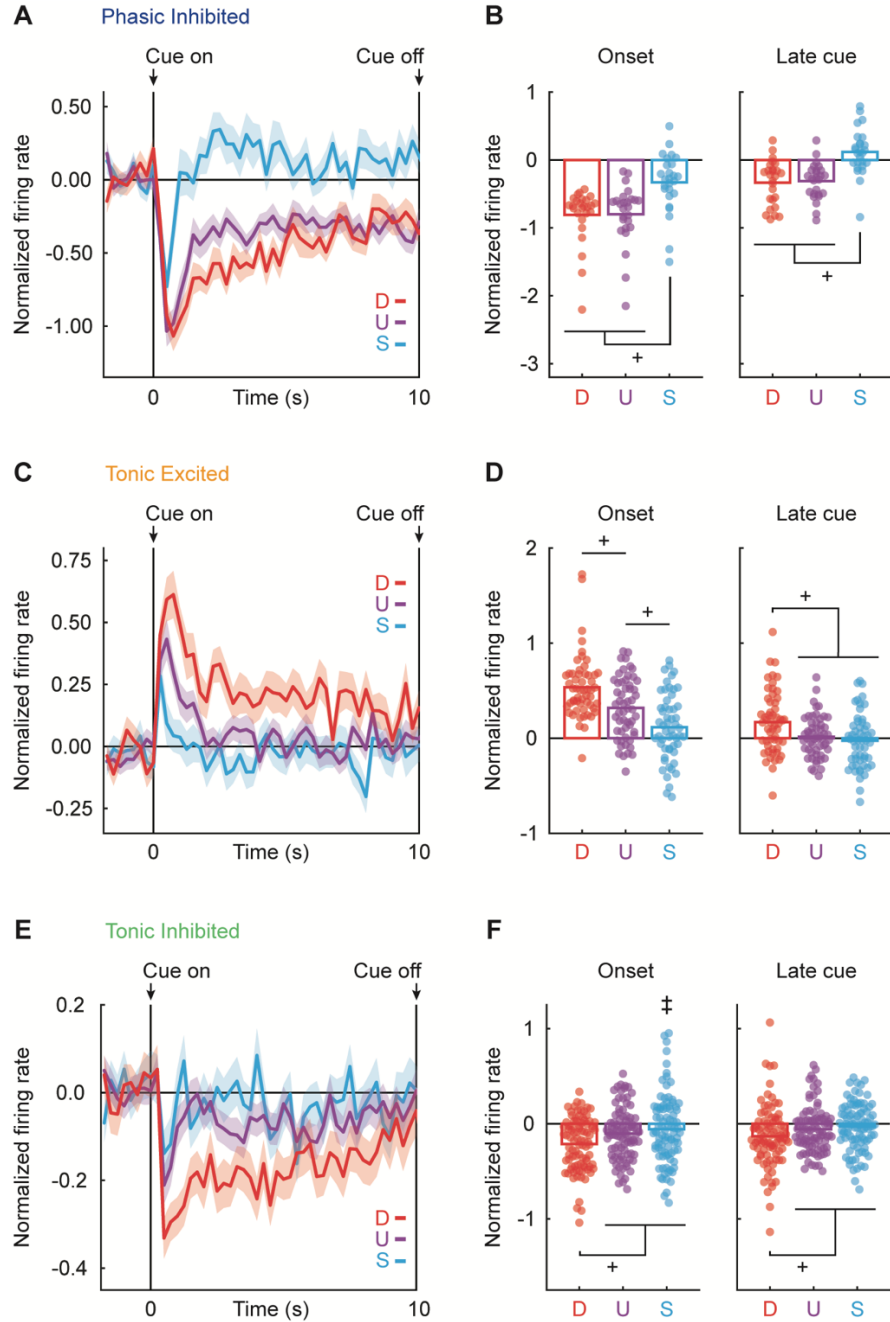 A Phasic Inhibited
Cue on Cue off
Normalized firing rate
0.50
0.00
-0.50
-1.00
D
U
S
0 Time (s) 10
B
Onset Late cue
Normalized firing rate
1
0
-1
-2
-3
+ +
D U S D U S
C Tonic Excited
Cue on Cue off
Normalized firing rate
0.75
0.50
0.25
0.00
-0.25
D
U
S
0 Time (s) 10
D
Onset Late cue
Normalized firing rate
2
1
0
-1
+ + +
D U S D U S
E Tonic Inhibited
Cue on Cue off
Normalized firing rate
0.2
0.0
-0.2
-0.4
D
U
S
0 Time (s) 10
F
Onset Late cue
‡
Normalized firing rate
1
0
-1
+ +
D U S D U S